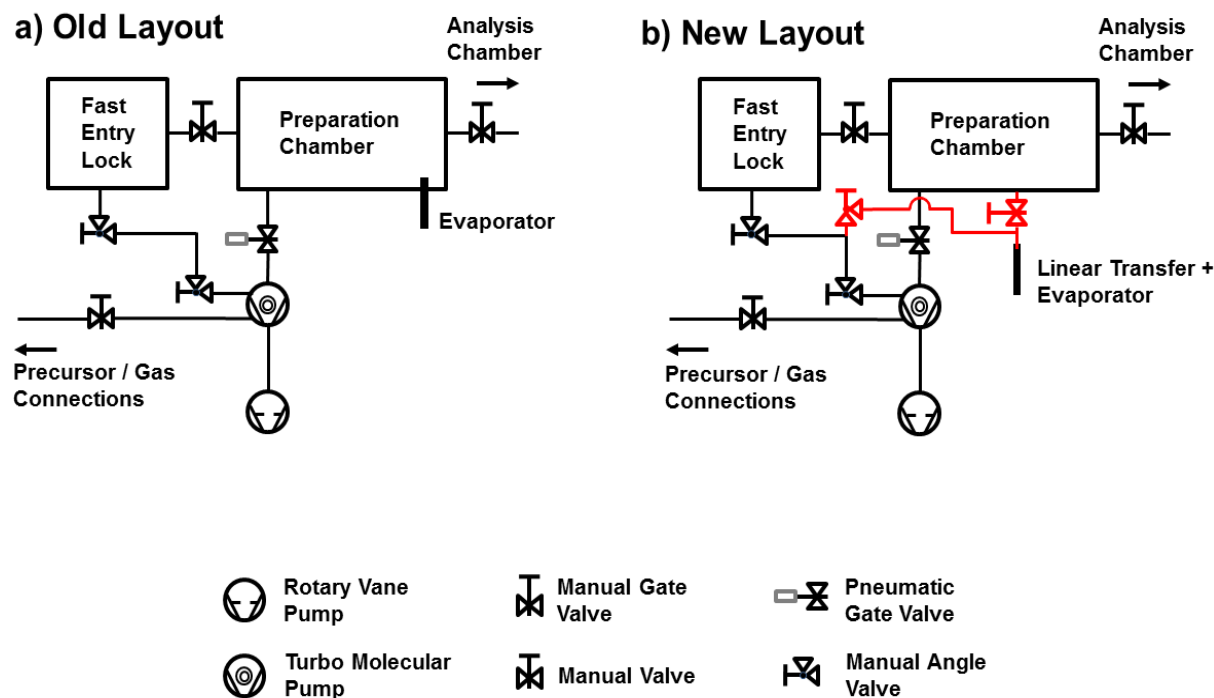 a) Old Layout
Analysis
Chamber
Fast
Entry
Lock
Preparation
Chamber
Evaporator
Precursor / Gas
Connections
b) New Layout
Analysis
Chamber
Fast
Entry
Lock
Preparation
Chamber
Linear Transfer +
Evaporator
Precursor / Gas
Connections
Rotary Vane
Pump
Manual Gate
Valve
Pneumatic
Gate Valve
Turbo Molecular
Pump
Manual Valve
Manual Angle
Valve